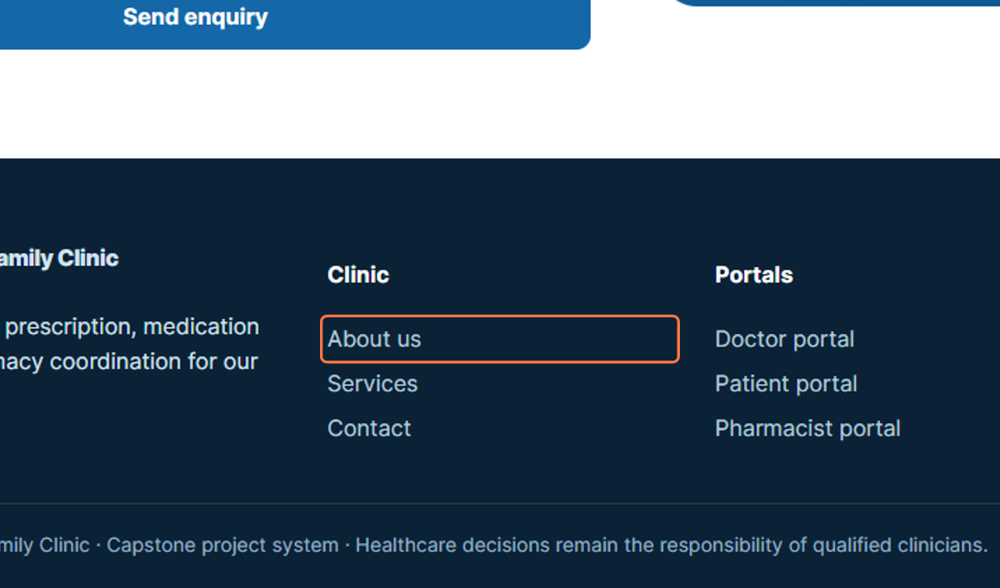 Send enquiry
amily Clinic
prescription, medication
acy coordination for our
Clinic
About us
Services
Contact
Portals
Doctor portal
Patient portal
Pharmacist portal
mily Clinic · Capstone project system · Healthcare decisions remain the responsibility of qualified clinicians.